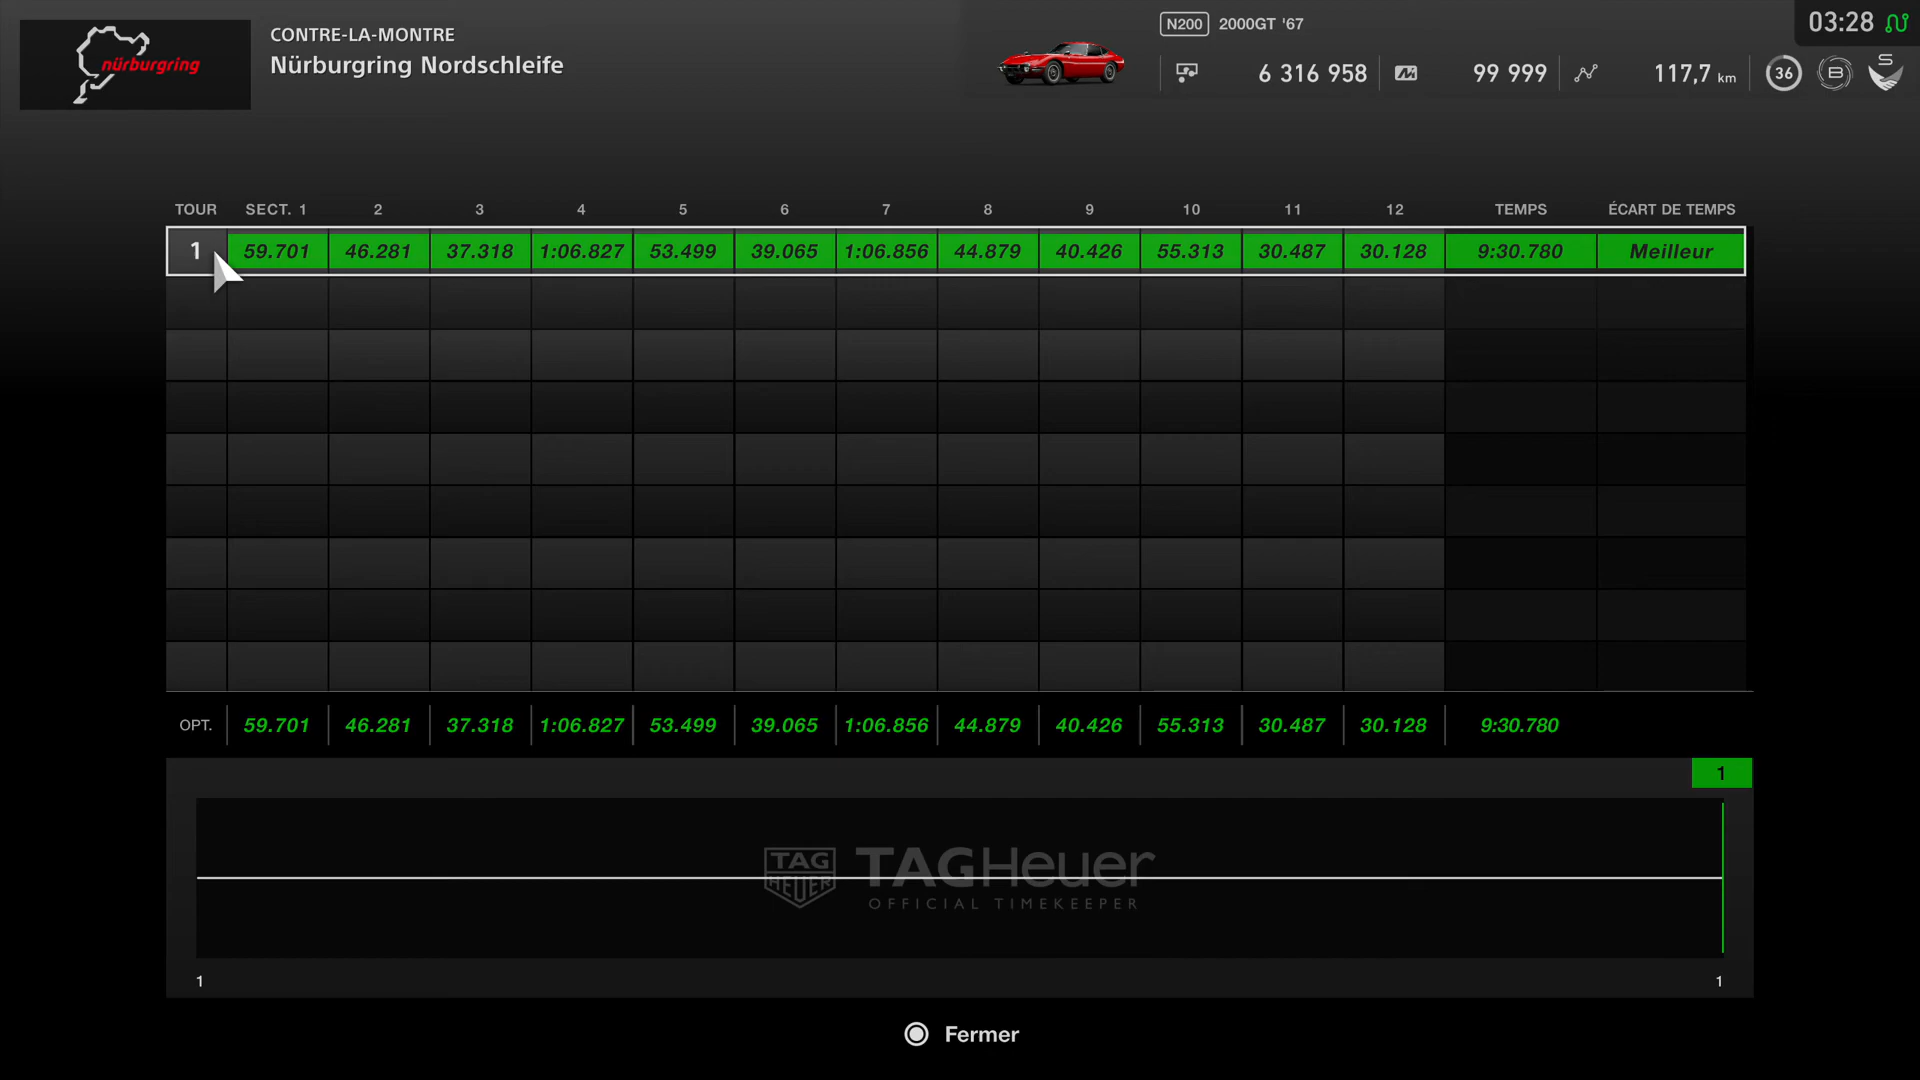 nürburgring
CONTRE-LA-MONTRE
Nürburgring Nordschleife
N200 2000GT '67
6 316 958 99 999 117,7 km 36 B S
03:28
TOUR SECT. 1 2 3 4 5 6 7 8 9 10 11 12 TEMPS ÉCART DE TEMPS
1 59.701 46.281 37.318 1:06.827 53.499 39.065 1:06.856 44.879 40.426 55.313 30.487 30.128 9:30.780 Meilleur
OPT. 59.701 46.281 37.318 1:06.827 53.499 39.065 1:06.856 44.879 40.426 55.313 30.487 30.128 9:30.780
1
TAG HEUER TAGHeuer
OFFICIAL TIMEKEEPER
1 1
Fermer